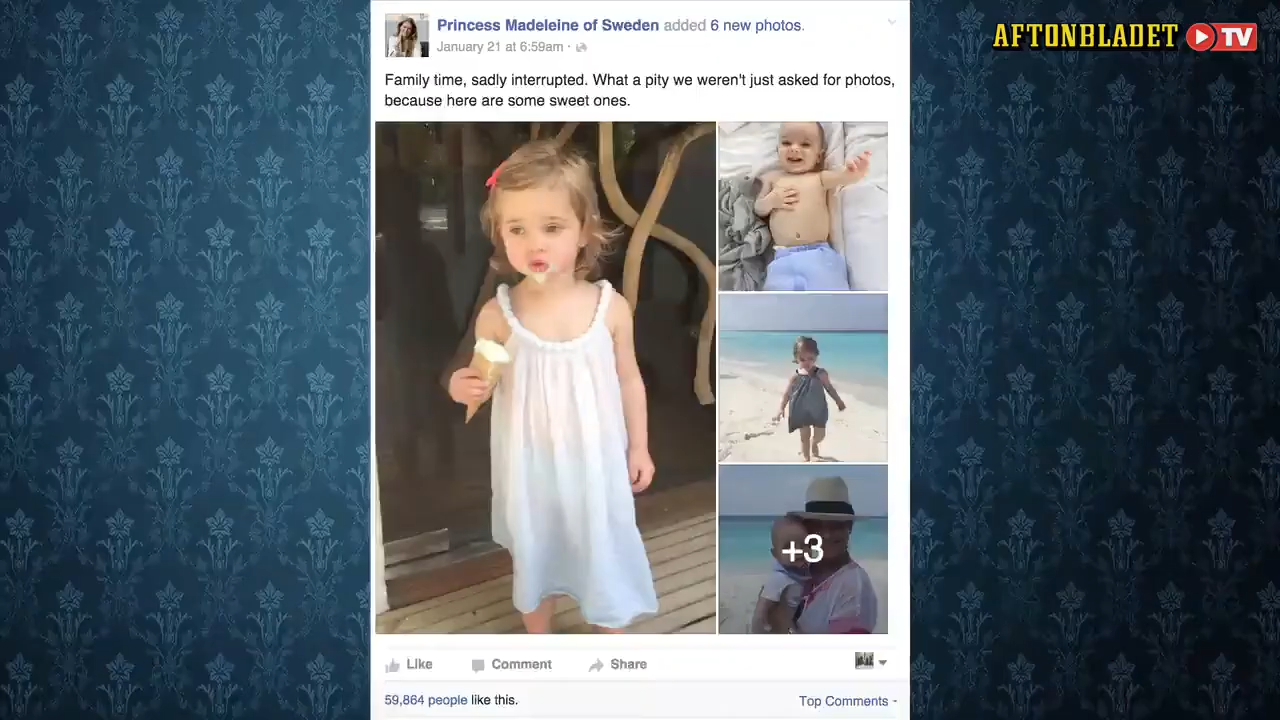 Princess Madeleine of Sweden added 6 new photos.
January 21 at 6:59am ·
AFTONBLADET TV
Family time, sadly interrupted. What a pity we weren't just asked for photos,
because here are some sweet ones.
+3
Like Comment Share
59,864 people like this. Top Comments